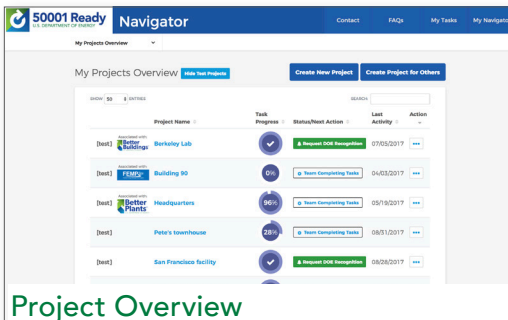 50001 Ready
U.S. DEPARTMENT OF ENERGY
Navigator
Contact FAQs My Tasks My Navigato
My Projects Overview
My Projects Overview Hide Test Projects Create New Project Create Project for Others
SHOW 50 ENTRIES SEARCH:
Project Name Task Progress Status/Next Action Last Activity Action
Associated with:
[test] Better Buildings Berkeley Lab Request DOE Recognition 07/05/2017
Associated with:
[test] FEMP Building 90 0% Team Completing Tasks 04/03/2017
Associated with:
[test] Better Plants Headquarters 96% Team Completing Tasks 05/19/2017
[test] Pete's townhouse 28% Team Completing Tasks 08/31/2017
[test] San Francisco facility Request DOE Recognition 08/28/2017
Project Overview